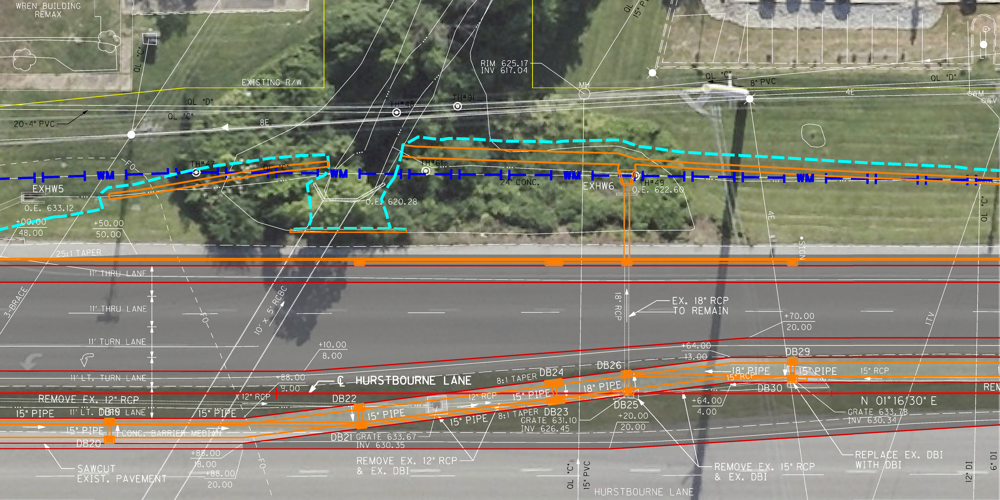 WREN BUILDING
REMAX
QL "C"
QL
RIM 625.17
INV 617.04
MH
QL "C"
8" PVC
QL "D"
4E
WM
WV
EXISTING R/W
QL "D"
QL "C"
20-4" PVC
8E
TH#48
TH#91
FO
TH#47
QL "C"
TH#61
WM
WM
WM
WM
24" CONC.
EXHW5
O.E. 633.12
EXHW6
TH#49
O.E. 622.60
O.E. 620.28
+00.00
48.00
+50.00
50.00
4E
QL "C"
SIGN
25:1 TAPER
11' THRU LANE
3-BRACE
11' THRU LANE
FO
10' X 5' RCBC
18" RCP
EX. 18" RCP
TO REMAIN
+70.00
20.00
1TV
11' TURN LANE
+10.00
8.00
+64.00
13.00
DB29
DB26
DB24
11' LT. TURN LANE
+88.00
9.00
℄ HURSTBOURNE LANE
8:1 TAPER
18" PIPE
15" PIPE
15" RCP
15" RCP
18" PIPE
DB30
REMOVE EX. 12" RCP
12" RCP
DB22
12" RCP
15" PIPE
DB25
+64.00
4.00
N 01°16'30" E
REM
15" PIPE
11' LT. TURN LANE
15" PIPE
15" PIPE
15" PIPE
8:1 TAPER
DB23
GRATE 631.10
INV 626.45
+20.00
20.00
GRATE 633.78
INV 630.34
15" PIPE
CONC. BARRIER MEDIAN
DB20
DB21
GRATE 633.67
INV 630.35
+88.00
18.00
+88.00
20.00
FO
SAWCUT
EXIST. PAVEMENT
REMOVE EX. 12" RCP
& EX. DBI
QL "C"
15" PVC
REMOVE EX. 15" RCP
& EX. DBI
REPLACE EX. DBI
WITH DBI
12" DI
6" DI
HURSTBOURNE LANE